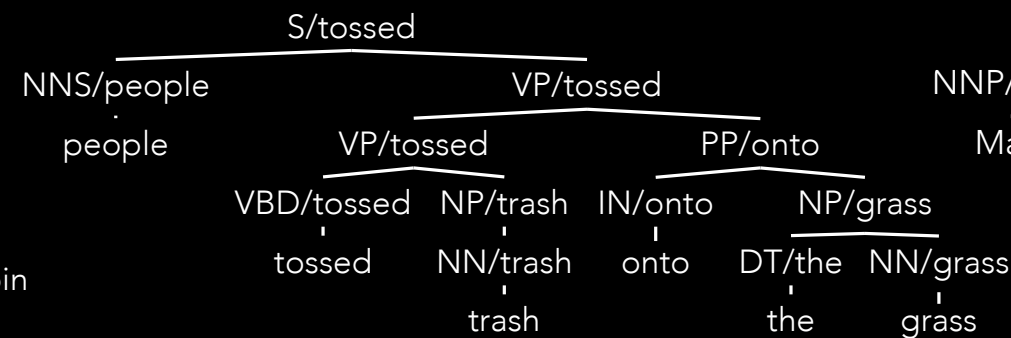 S/tossed
NNS/people VP/tossed NNP/
people VP/tossed PP/onto
VBD/tossed NP/trash IN/onto NP/grass
tossed NN/trash onto DT/the NN/grass
trash the grass